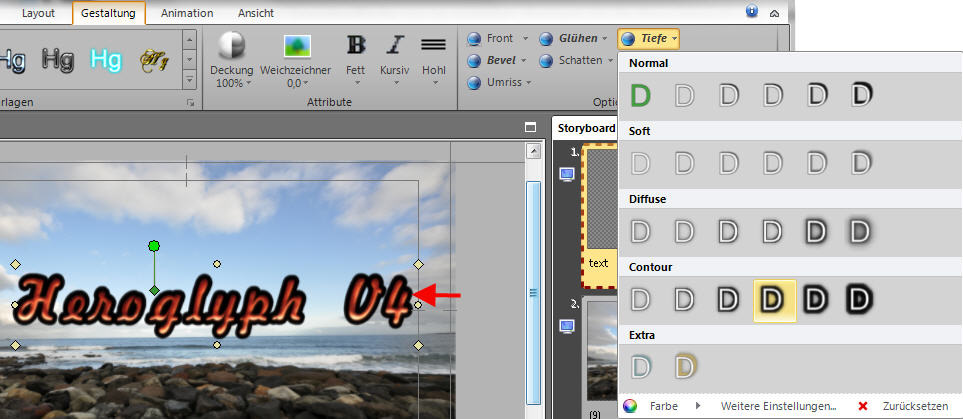 Layout Gestaltung Animation Ansicht
Hg Hg Hg Hg
Deckung 100% Weichzeichner 0,0 B Fett I Kursiv Hohl
Front Glühen Tiefe
Bevel Schatten
Umriss
rlagen Attribute Optio
Normal
D D D D D D
Soft
D D D D D D
Diffuse
D D D D D D
Contour
D D D D D D
Extra
D D
Farbe Weitere Einstellungen... Zurücksetzen
Storyboard
1.
text
2.
(9)
Heroglyph V4